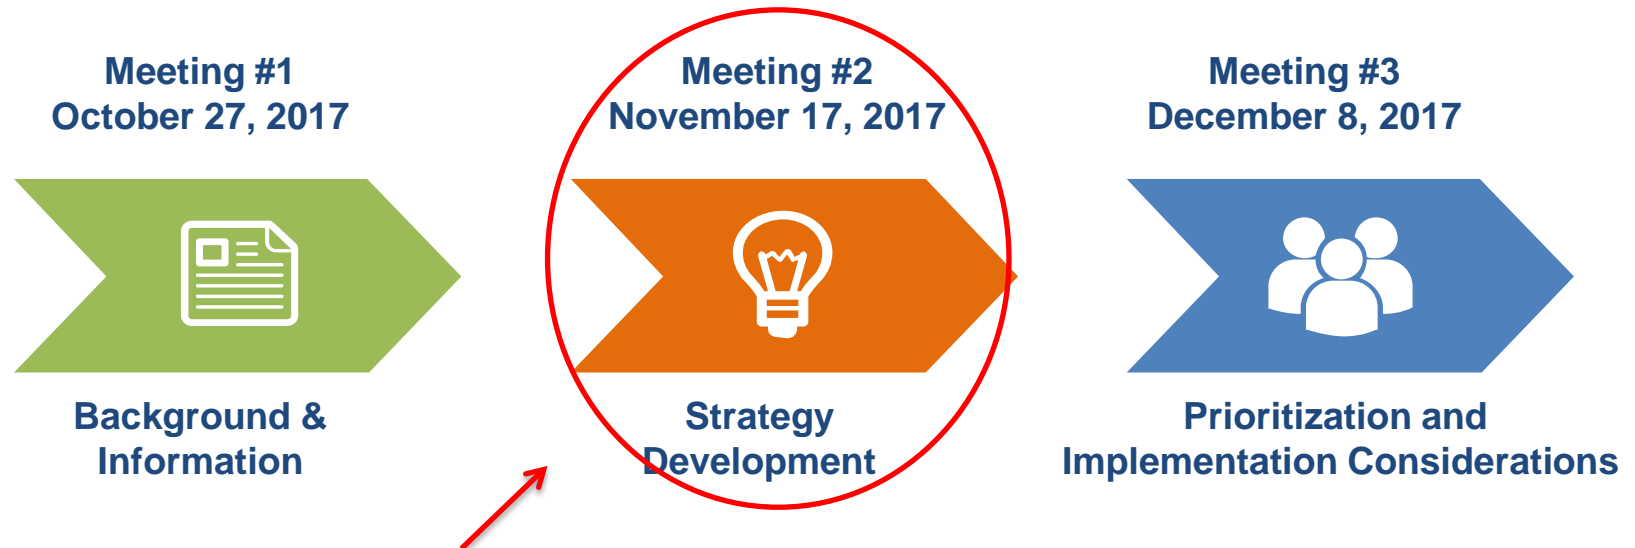 Meeting #1
October 27, 2017
Background &
Information
Meeting #2
November 17, 2017
Strategy
Development
Meeting #3
December 8, 2017
Prioritization and
Implementation Considerations